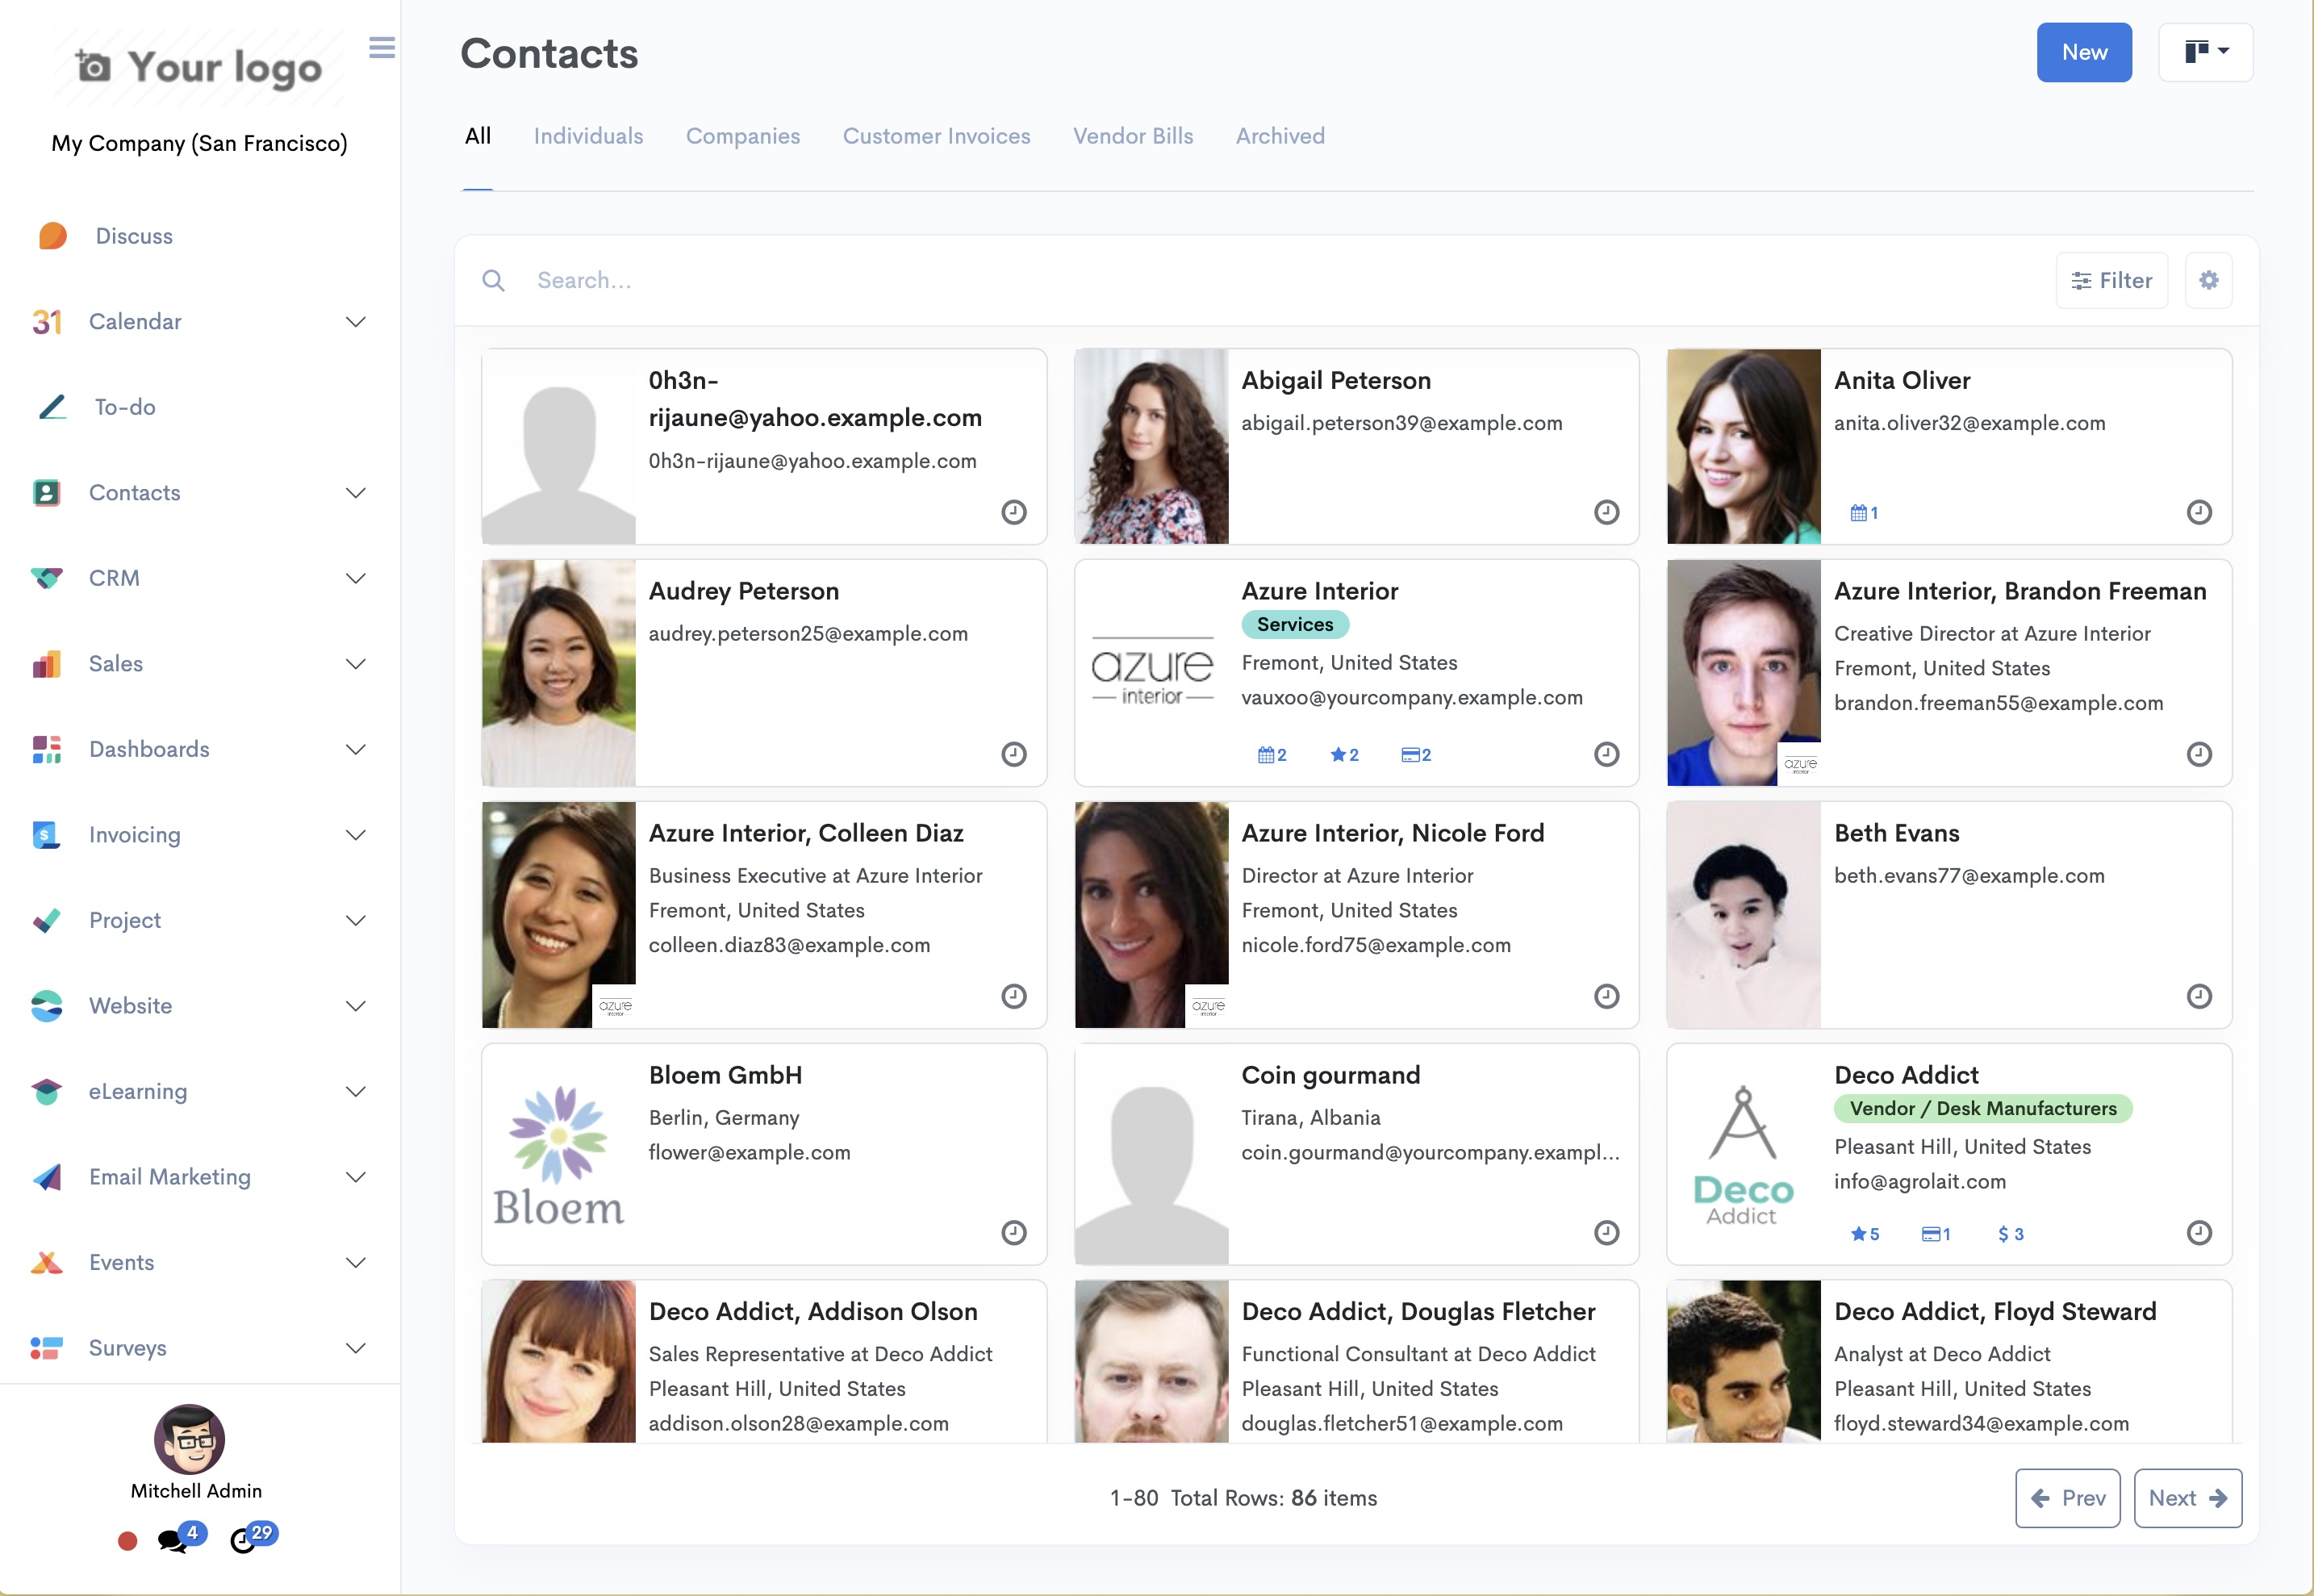 Your logo
My Company (San Francisco)
Discuss
31 Calendar
To-do
Contacts
CRM
Sales
Dashboards
$ Invoicing
Project
Website
eLearning
Email Marketing
Events
Surveys
Mitchell Admin
4 29
Contacts
New
All Individuals Companies Customer Invoices Vendor Bills Archived
Search...
Filter
0h3n-
rijaune@yahoo.example.com
0h3n-rijaune@yahoo.example.com
Abigail Peterson
abigail.peterson39@example.com
Anita Oliver
anita.oliver32@example.com
1
Audrey Peterson
audrey.peterson25@example.com
azure
interior
Azure Interior
Services
Fremont, United States
vauxoo@yourcompany.example.com
2 2 2
Azure Interior, Brandon Freeman
Creative Director at Azure Interior
Fremont, United States
brandon.freeman55@example.com
azure
interior
Azure Interior, Colleen Diaz
Business Executive at Azure Interior
Fremont, United States
colleen.diaz83@example.com
azure
interior
Azure Interior, Nicole Ford
Director at Azure Interior
Fremont, United States
nicole.ford75@example.com
azure
interior
Beth Evans
beth.evans77@example.com
Bloem
Bloem GmbH
Berlin, Germany
flower@example.com
Coin gourmand
Tirana, Albania
coin.gourmand@yourcompany.exampl...
Deco
Addict
Deco Addict
Vendor / Desk Manufacturers
Pleasant Hill, United States
info@agrolait.com
5 1 $ 3
Deco Addict, Addison Olson
Sales Representative at Deco Addict
Pleasant Hill, United States
addison.olson28@example.com
Deco Addict, Douglas Fletcher
Functional Consultant at Deco Addict
Pleasant Hill, United States
douglas.fletcher51@example.com
Deco Addict, Floyd Steward
Analyst at Deco Addict
Pleasant Hill, United States
floyd.steward34@example.com
1-80 Total Rows: 86 items
Prev Next